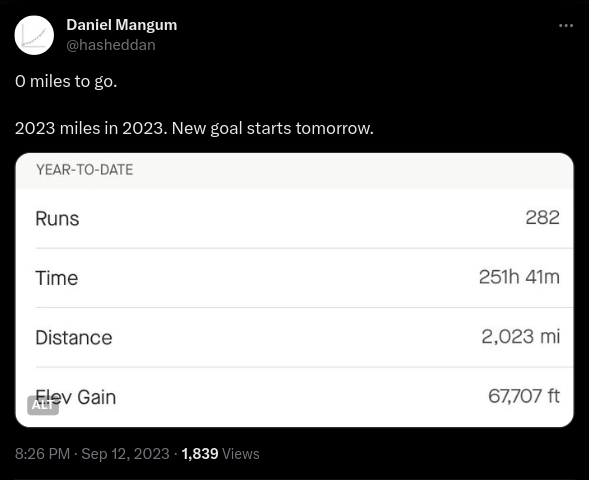 Daniel Mangum
@hasheddan
0 miles to go.
2023 miles in 2023. New goal starts tomorrow.
YEAR-TO-DATE
Runs 282
Time 251h 41m
Distance 2,023 mi
Elev Gain 67,707 ft
ALT
8:26 PM · Sep 12, 2023 · 1,839 Views